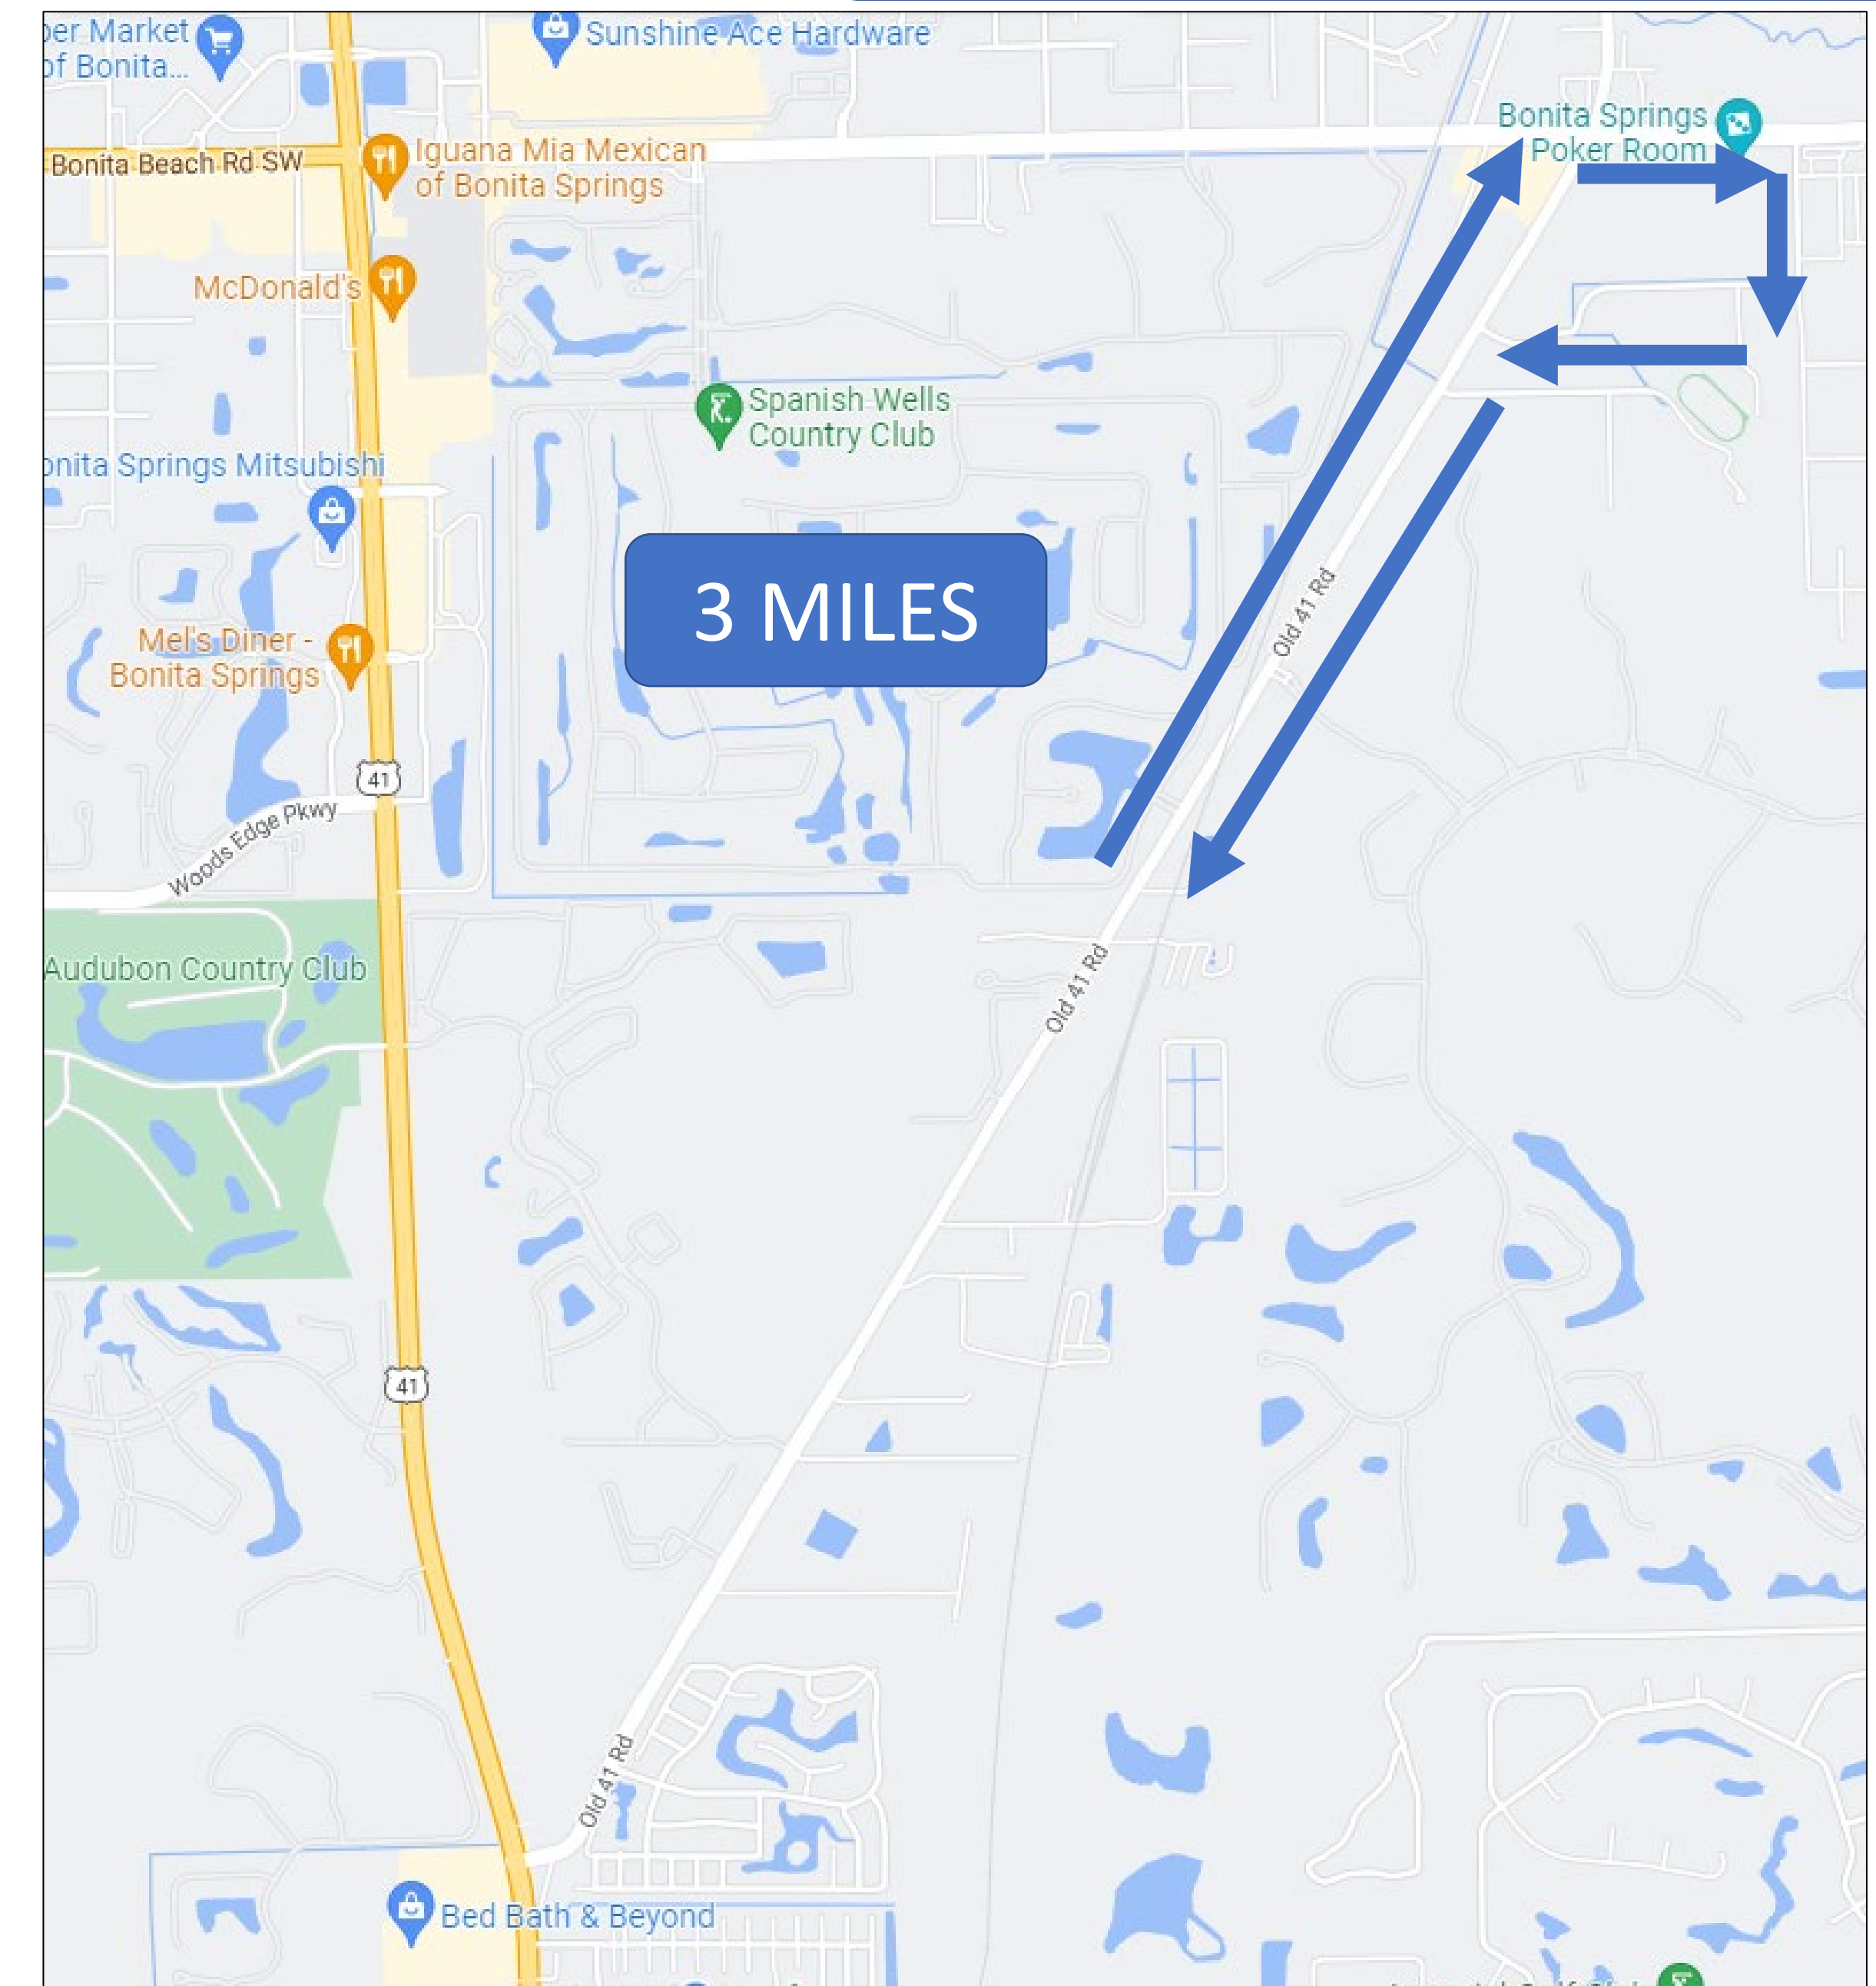 per Market
of Bonita...
Sunshine Ace Hardware
Bonita Springs
Poker Room
Bonita Beach Rd SW
Iguana Mia Mexican
of Bonita Springs
McDonald's
Spanish Wells
Country Club
onita Springs Mitsubishi
3 MILES
Old 41 Rd
Mel's Diner -
Bonita Springs
41
Woods Edge Pkwy
Audubon Country Club
Old 41 Rd
41
Old 41 Rd
Bed Bath & Beyond